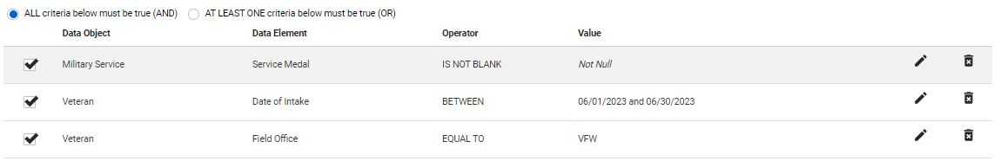 ALL criteria below must be true (AND) AT LEAST ONE criteria below must be true (OR)
Data Object Data Element Operator Value
Military Service Service Medal IS NOT BLANK Not Null
Veteran Date of Intake BETWEEN 06/01/2023 and 06/30/2023
Veteran Field Office EQUAL TO VFW